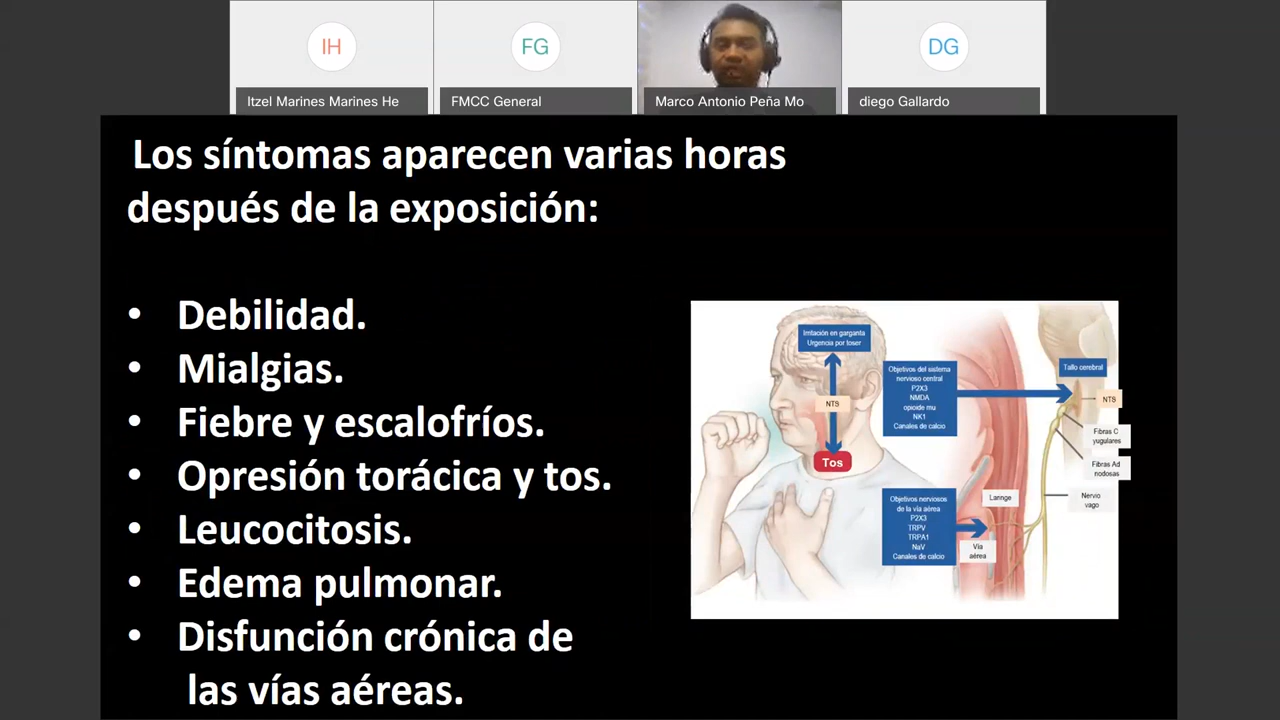 IH
FG
DG
Itzel Marines Marines He
FMCC General
Marco Antonio Peña Mo
diego Gallardo
Los síntomas aparecen varias horas
después de la exposición:
• Debilidad.
• Mialgias.
• Fiebre y escalofríos.
• Opresión torácica y tos.
• Leucocitosis.
• Edema pulmonar.
• Disfunción crónica de
las vías aéreas.
Irritación en garganta
Urgencia por toser
NTS
Tos
Objetivos del sistema
nervioso central
P2X3
NMDA
opioide mu
NK1
Canales de calcio
Tallo cerebral
NTS
Fibras C
yugulares
Fibras Ad
nodosas
Nervio
vago
Laringe
Objetivos nerviosos
de la vía aérea
P2X3
TRPV
TRPA1
NaV
Canales de calcio
Vía
aérea